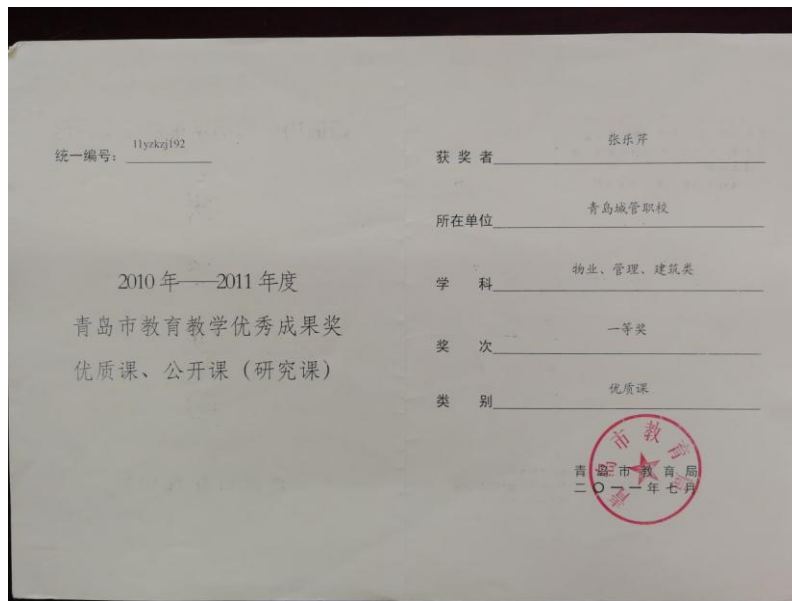 统一编号：11yzkzj192
2010年——2011年度
青岛市教育教学优秀成果奖
优质课、公开课（研究课）
获 奖 者 张乐芹
所在单位 青岛城管职校
学 科 物业、管理、建筑类
奖 次 一等奖
类 别 优质课
青岛市教育局
青 岛 市 教 育 局
二〇一一年七月